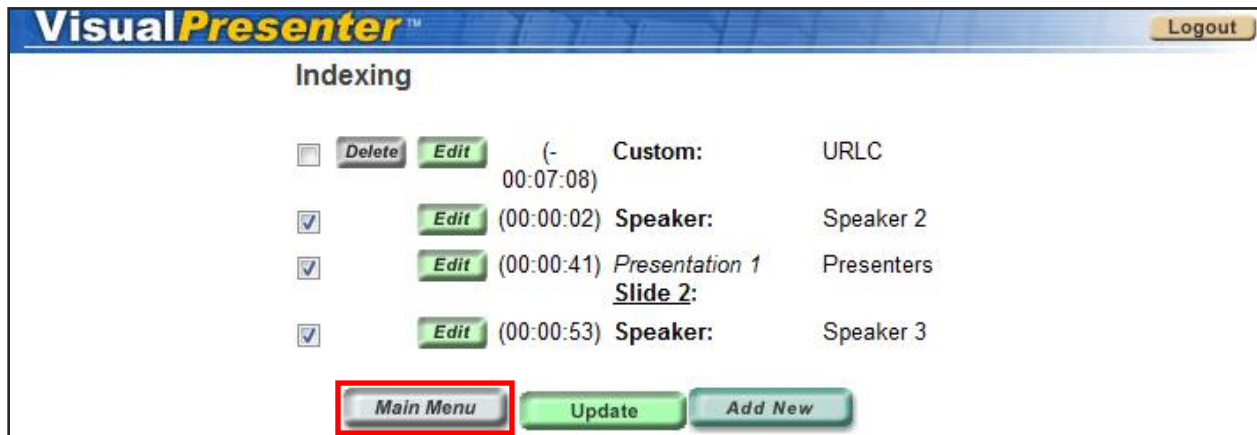 VisualPresenter™
Logout
Indexing
Delete Edit (- Custom: URLC
00:07:08)
Edit (00:00:02) Speaker: Speaker 2
Edit (00:00:41) Presentation 1 Presenters
Slide 2:
Edit (00:00:53) Speaker: Speaker 3
Main Menu Update Add New